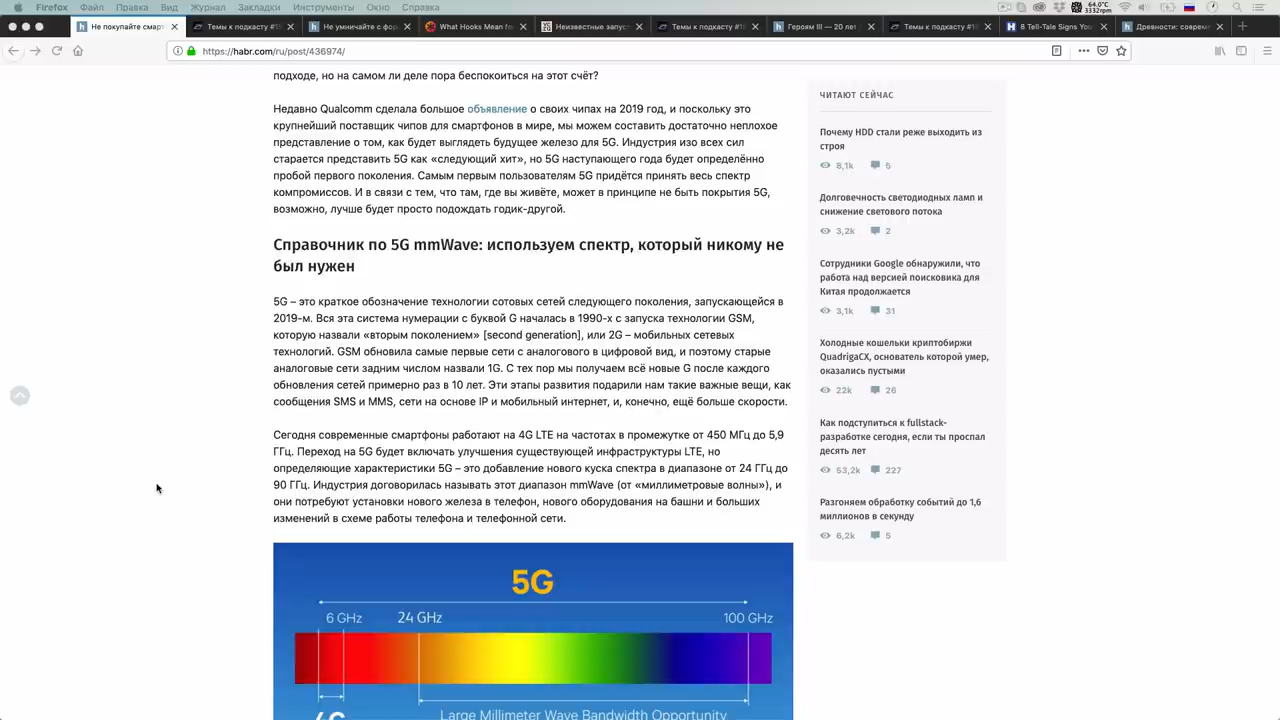 Firefox Файл Правка Вид Журнал Закладки Инструменты Окно Справка
64.0°C
3332rpm
Не покупайте смарт
Темы к подкасту #18
Не умничайте с фор
What Hooks Mean for
Неизвестные запус
Темы к подкасту #18
Героям III — 20 лет
Темы к подкасту #18
8 Tell-Tale Signs You
Древности: соврем
https://habr.com/ru/post/436974/
подходе, но на самом ли деле пора беспокоиться на этот счёт?
Недавно Qualcomm сделала большое объявление о своих чипах на 2019 год, и поскольку это
крупнейший поставщик чипов для смартфонов в мире, мы можем составить достаточно неплохое
представление о том, как будет выглядеть будущее железо для 5G. Индустрия изо всех сил
старается представить 5G как «следующий хит», но 5G наступающего года будет определённо
пробой первого поколения. Самым первым пользователям 5G придётся принять весь спектр
компромиссов. И в связи с тем, что там, где вы живёте, может в принципе не быть покрытия 5G,
возможно, лучше будет просто подождать годик-другой.
Справочник по 5G mmWave: используем спектр, который никому не
был нужен
5G – это краткое обозначение технологии сотовых сетей следующего поколения, запускающейся в
2019-м. Вся эта система нумерации с буквой G началась в 1990-х с запуска технологии GSM,
которую назвали «вторым поколением» [second generation], или 2G – мобильных сетевых
технологий. GSM обновила самые первые сети с аналогового в цифровой вид, и поэтому старые
аналоговые сети задним числом назвали 1G. С тех пор мы получаем всё новые G после каждого
обновления сетей примерно раз в 10 лет. Эти этапы развития подарили нам такие важные вещи, как
сообщения SMS и MMS, сети на основе IP и мобильный интернет, и, конечно, ещё больше скорости.
Сегодня современные смартфоны работают на 4G LTE на частотах в промежутке от 450 МГц до 5,9
ГГц. Переход на 5G будет включать улучшения существующей инфраструктуры LTE, но
определяющие характеристики 5G – это добавление нового куска спектра в диапазоне от 24 ГГц до
90 ГГц. Индустрия договорилась называть этот диапазон mmWave (от «миллиметровые волны»), и
они потребуют установки нового железа в телефон, нового оборудования на башни и больших
изменений в схеме работы телефона и телефонной сети.
5G
6 GHz 24 GHz 100 GHz
4G Large Millimeter Wave Bandwidth Opportunity
ЧИТАЮТ СЕЙЧАС
Почему HDD стали реже выходить из
строя
8,1k 6
Долговечность светодиодных ламп и
снижение светового потока
3,2k 2
Сотрудники Google обнаружили, что
работа над версией поисковика для
Китая продолжается
3,1k 31
Холодные кошельки криптобиржи
QuadrigaCX, основатель которой умер,
оказались пустыми
22k 26
Как подступиться к fullstack-
разработке сегодня, если ты проспал
десять лет
53,2k 227
Разгоняем обработку событий до 1,6
миллионов в секунду
6,2k 5